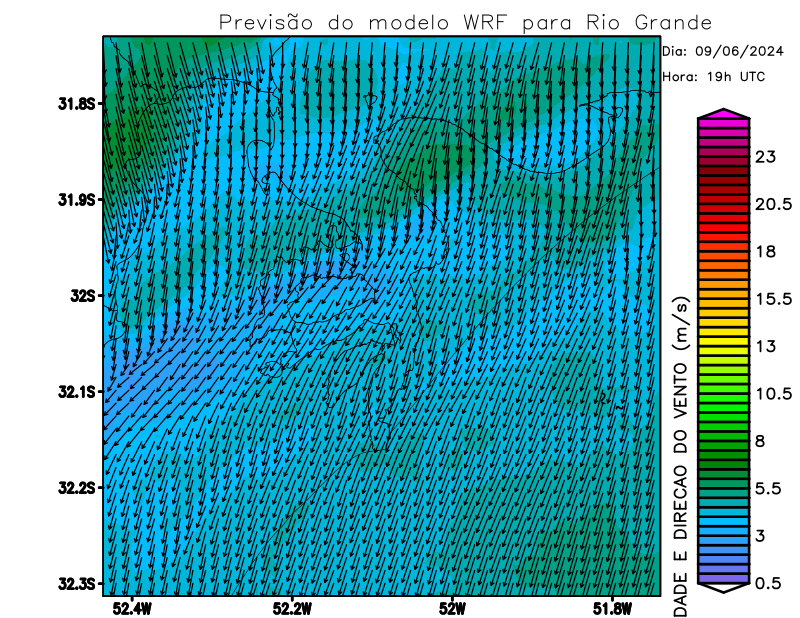 Previsão do modelo WRF para Rio Grande
Dia: 09/06/2024
Hora: 19h UTC
31.8S
31.9S
32S
32.1S
32.2S
32.3S
52.4W
52.2W
52W
51.8W
23
20.5
18
15.5
13
10.5
8
5.5
3
0.5
DADE E DIRECAO DO VENTO (m/s)